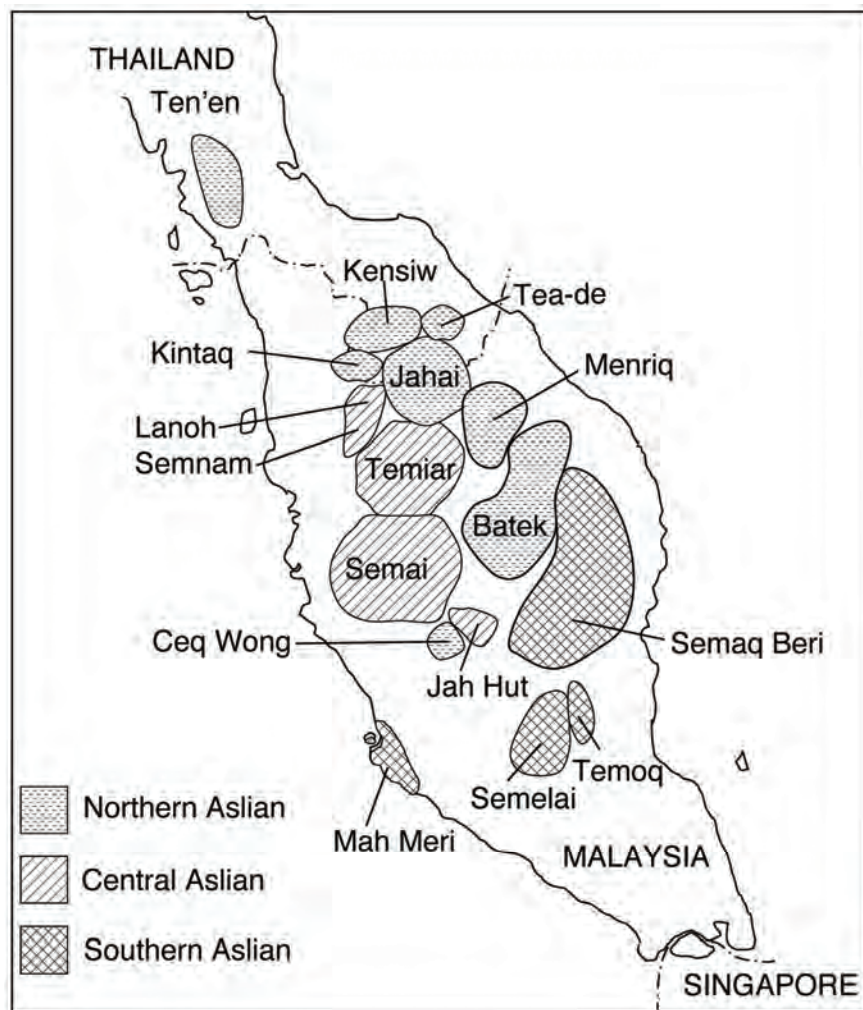 THAILAND
Ten'en
Kensiw
Tea-de
Kintaq
Jahai
Menriq
Lanoh
Semnam
Temiar
Batek
Semai
Ceq Wong
Semaq Beri
Jah Hut
Temoq
Semelai
Mah Meri
MALAYSIA
SINGAPORE
Northern Aslian
Central Aslian
Southern Aslian